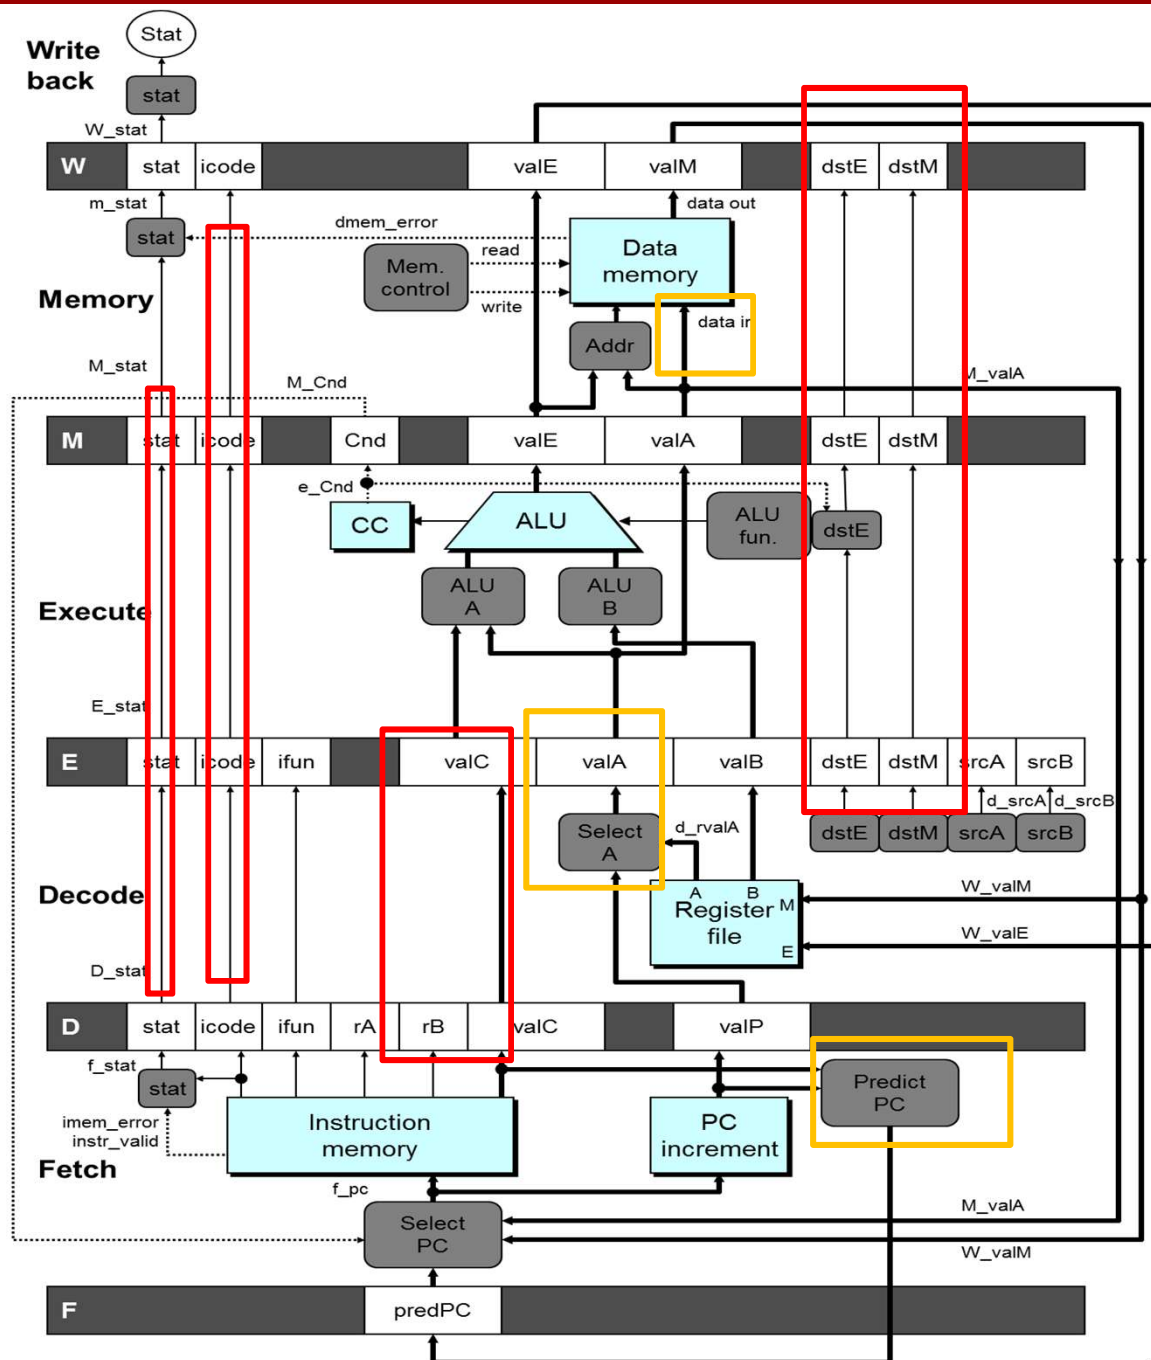 Stat
Write
back
stat
W_stat
W stat icode valE valM dstE dstM
m_stat
data out
dmem_error
stat
read
Mem.
control
Data
memory
write
Memory
data in
Addr
M_stat
M_Cnd
M_valA
M stat icode Cnd valE valA dstE dstM
e_Cnd
CC
ALU
ALU
fun.
dstE
ALU
A
ALU
B
Execute
E_stat
E stat icode ifun valC valA valB dstE dstM srcA srcB
d_srcA d_srcB
Select
A
d_rvalA
dstE dstM srcA srcB
Decode
A B
M
Register
file
E
W_valM
W_valE
D_stat
D stat icode ifun rA rB valC valP
f_stat
stat
Predict
PC
imem_error
instr_valid
Instruction
memory
PC
increment
Fetch
f_pc
M_valA
Select
PC
W_valM
F predPC